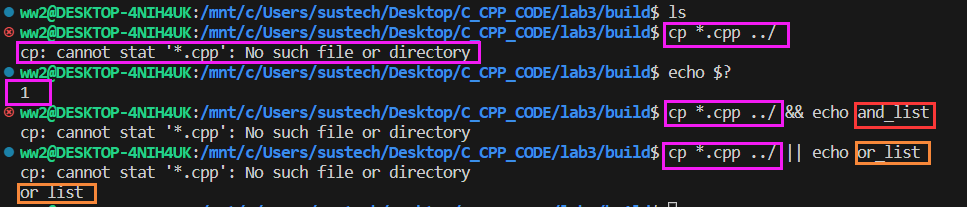 ww2@DESKTOP-4NIH4UK:/mnt/c/Users/sustech/Desktop/C_CPP_CODE/lab3/build$ ls
ww2@DESKTOP-4NIH4UK:/mnt/c/Users/sustech/Desktop/C_CPP_CODE/lab3/build$ cp *.cpp ../
cp: cannot stat '*.cpp': No such file or directory
ww2@DESKTOP-4NIH4UK:/mnt/c/Users/sustech/Desktop/C_CPP_CODE/lab3/build$ echo $?
1
ww2@DESKTOP-4NIH4UK:/mnt/c/Users/sustech/Desktop/C_CPP_CODE/lab3/build$ cp *.cpp ../ && echo and_list
cp: cannot stat '*.cpp': No such file or directory
ww2@DESKTOP-4NIH4UK:/mnt/c/Users/sustech/Desktop/C_CPP_CODE/lab3/build$ cp *.cpp ../ || echo or_list
cp: cannot stat '*.cpp': No such file or directory
or_list